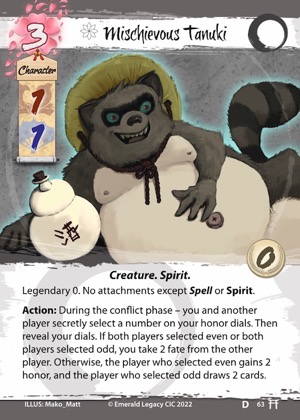 3
Mischievous Tanuki
Character
1
1
酒
0
Creature. Spirit.
Legendary 0. No attachments except Spell or Spirit.
Action: During the conflict phase – you and another
player secretly select a number on your honor dials. Then
reveal your dials. If both players selected even or both
players selected odd, you take 2 fate from the other
player. Otherwise, the player who selected even gains 2
honor, and the player who selected odd draws 2 cards.
ILLUS: Mako_Matt
© Emerald Legacy CIC 2022
D 63